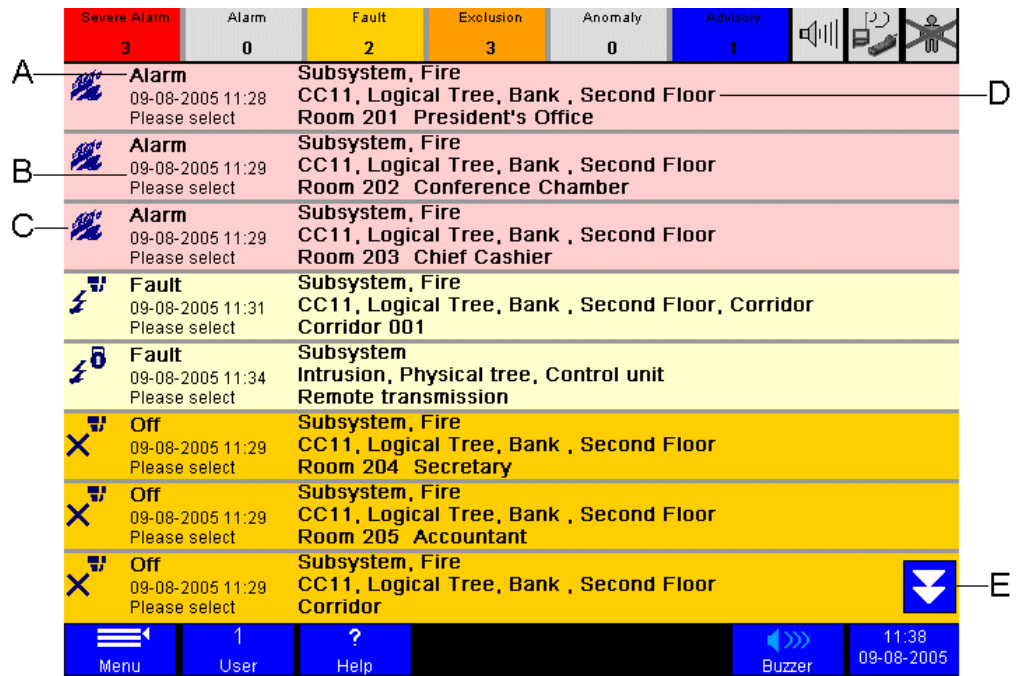 Severe Alarm Alarm Fault Exclusion Anomaly Advisory
3 0 2 3 0 1
A Alarm Subsystem, Fire
09-08-2005 11:28 CC11, Logical Tree, Bank , Second Floor D
Please select Room 201 President's Office
Alarm Subsystem, Fire
B 09-08-2005 11:29 CC11, Logical Tree, Bank , Second Floor
Please select Room 202 Conference Chamber
Alarm Subsystem, Fire
C 09-08-2005 11:29 CC11, Logical Tree, Bank , Second Floor
Please select Room 203 Chief Cashier
Fault Subsystem, Fire
09-08-2005 11:31 CC11, Logical Tree, Bank , Second Floor, Corridor
Please select Corridor 001
Fault Subsystem
09-08-2005 11:34 Intrusion, Physical tree, Control unit
Please select Remote transmission
Off Subsystem, Fire
09-08-2005 11:29 CC11, Logical Tree, Bank , Second Floor
Please select Room 204 Secretary
Off Subsystem, Fire
09-08-2005 11:29 CC11, Logical Tree, Bank , Second Floor
Please select Room 205 Accountant
Off Subsystem, Fire
09-08-2005 11:29 CC11, Logical Tree, Bank , Second Floor E
Please select Corridor
1 ? 11:38
Menu User Help Buzzer 09-08-2005